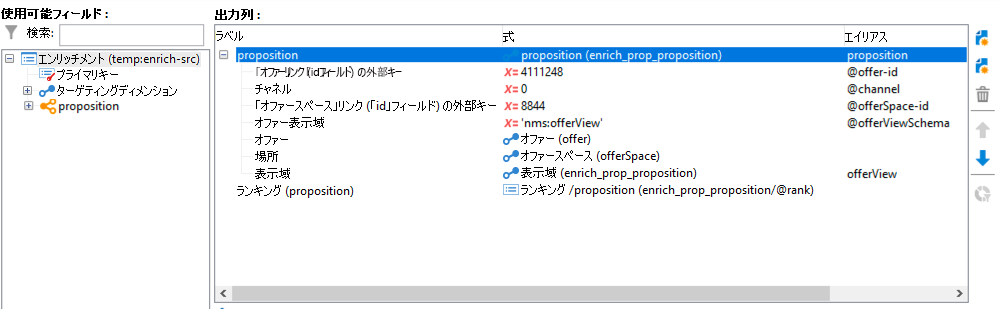 使用可能フィールド :
検索:
エンリッチメント (temp:enrich-src)
プライマリキー
ターゲティングディメンション
proposition
出力列 :
ラベル 式 エイリアス
proposition proposition (enrich_prop_proposition) proposition
「オファーリンク」(「id」フィールド) の外部キー X= 4111248 @offer-id
チャネル X= 0 @channel
「オファースペース」リンク (「id」フィールド) の外部キー X= 8844 @offerSpace-id
オファー表示域 X= 'nms:offerView' @offerViewSchema
オファー オファー (offer)
場所 オファースペース (offerSpace)
表示域 表示域 (enrich_prop_proposition) offerView
ランキング (proposition) ランキング /proposition (enrich_prop_proposition/@rank)